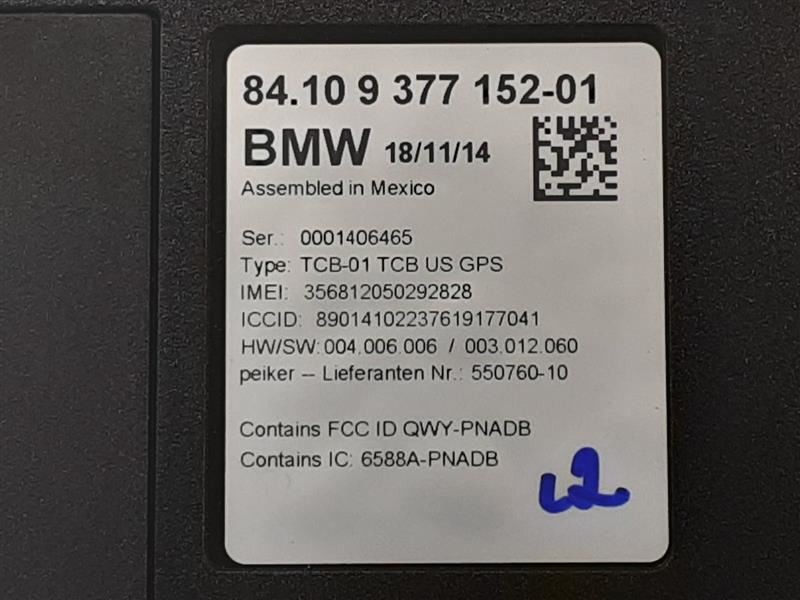 84.10 9 377 152-01
BMW 18/11/14
Assembled in Mexico
Ser.: 0001406465
Type: TCB-01 TCB US GPS
IMEI: 356812050292828
ICCID: 89014102237619177041
HW/SW: 004.006.006 / 003.012.060
peiker – Lieferanten Nr.: 550760-10
Contains FCC ID QWY-PNADB
Contains IC: 6588A-PNADB